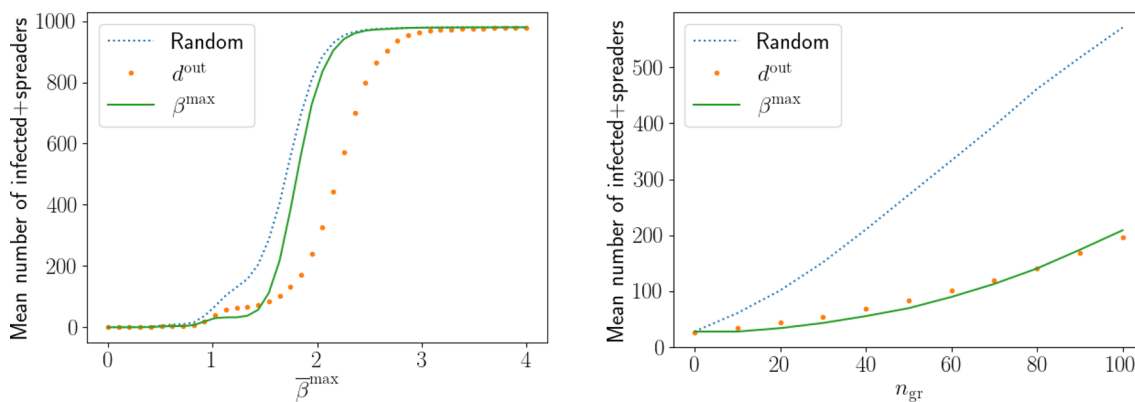 Mean number of infected+spreaders
1000
800
600
400
200
0
Random
d^out
β^max
0 1 2 3 4
β̅^max
Mean number of infected+spreaders
500
400
300
200
100
0
Random
d^out
β^max
0 20 40 60 80 100
n_gr